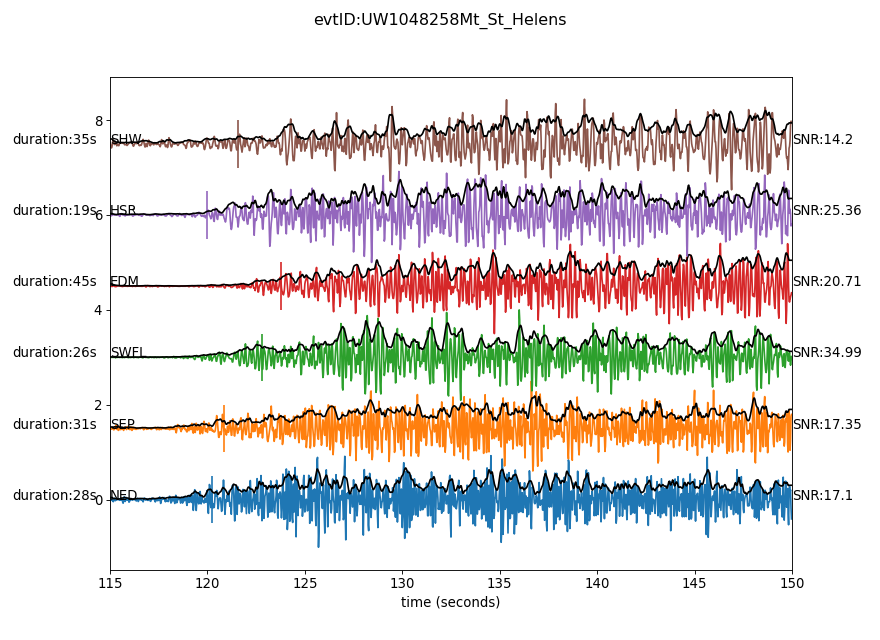 evtID:UW1048258Mt_St_Helens
8
duration:35s SHW SNR:14.2
duration:19s HSR SNR:25.36
6
duration:45s EDM SNR:20.71
4
duration:26s SWFL SNR:34.99
2
duration:31s SEP SNR:17.35
duration:28s NED SNR:17.1
0
115 120 125 130 135 140 145 150
time (seconds)